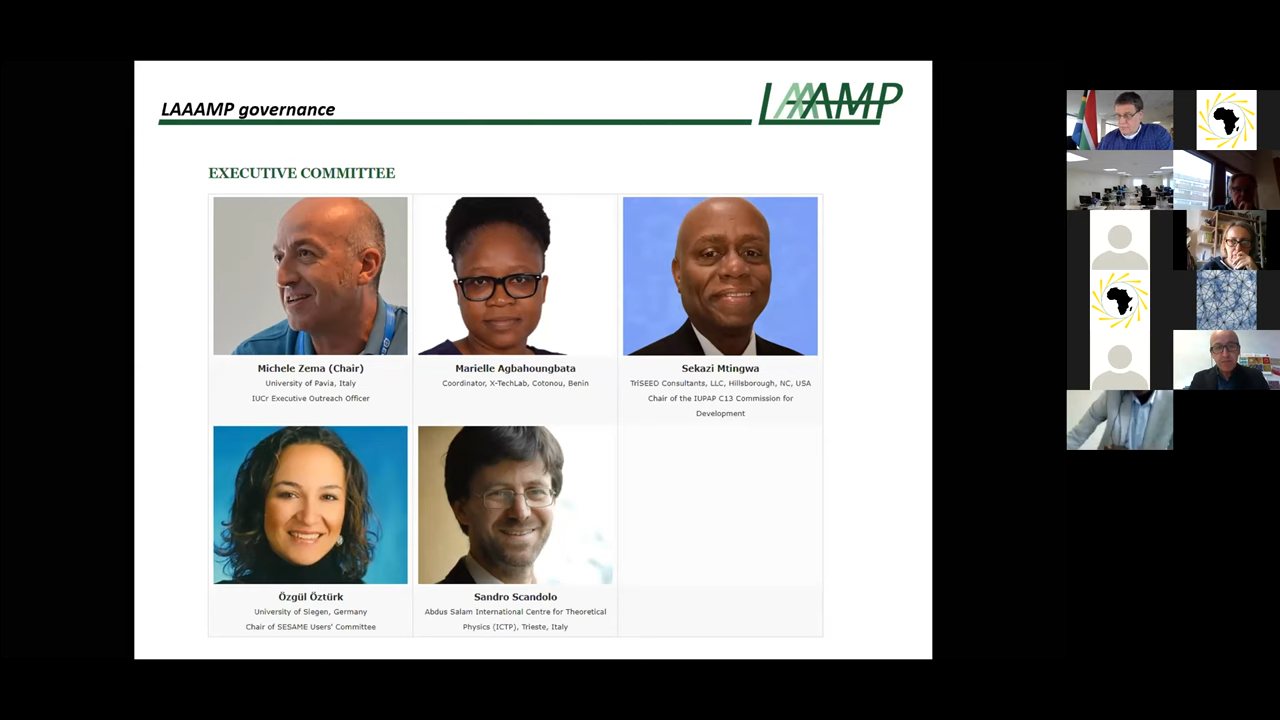 LAAAMP governance
LAAAMP
EXECUTIVE COMMITTEE
Michele Zema (Chair)
University of Pavia, Italy
IUCr Executive Outreach Officer
Marielle Agbahoungbata
Coordinator, X-TechLab, Cotonou, Benin
Sekazi Mtingwa
TriSEED Consultants, LLC, Hillsborough, NC, USA
Chair of the IUPAP C13 Commission for
Development
Özgül Öztürk
University of Siegen, Germany
Chair of SESAME Users' Committee
Sandro Scandolo
Abdus Salam International Centre for Theoretical
Physics (ICTP), Trieste, Italy